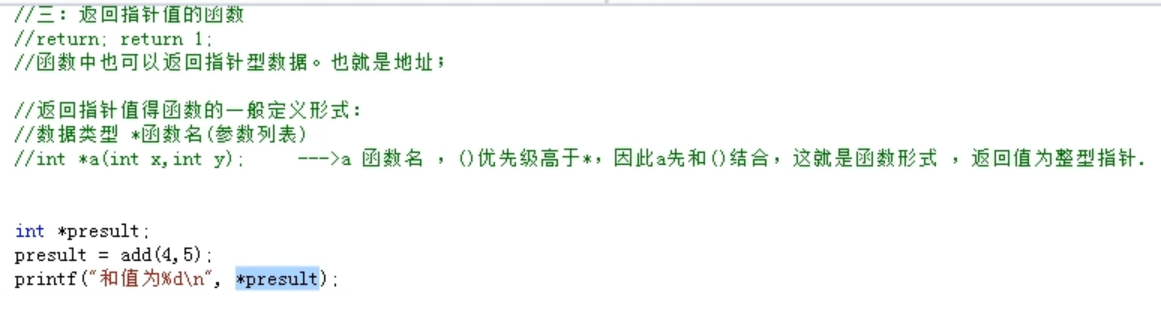 //三: 返回指针值的函数
//return; return 1;
//函数中也可以返回指针型数据。也就是地址;
//返回指针值得函数的一般定义形式:
//数据类型 *函数名(参数列表)
//int *a(int x,int y);    --->a 函数名 , ()优先级高于*, 因此a先和()结合, 这就是函数形式 , 返回值为整型指针.
int *presult;
presult = add(4,5);
printf("和值为%d\n", *presult);